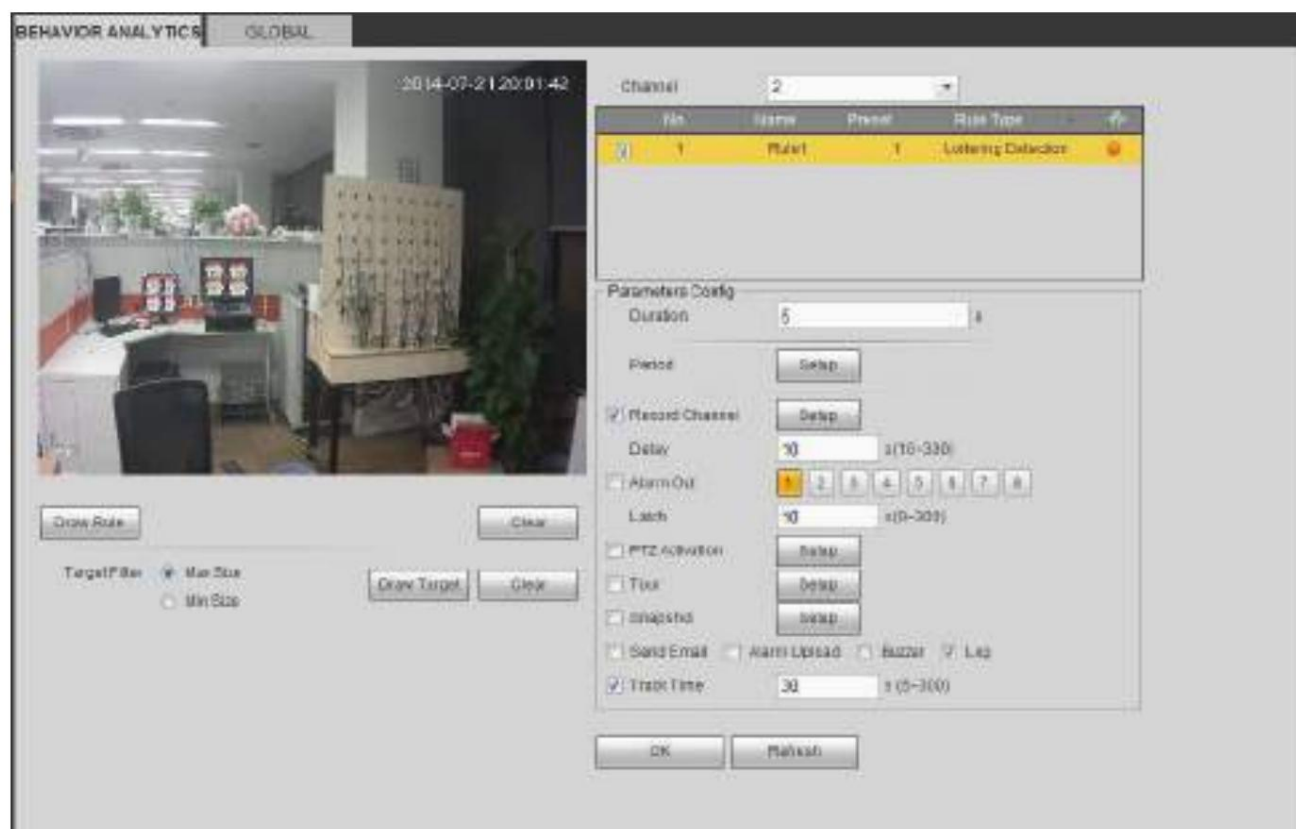 BEHAVIOR ANALYTICS GLOBAL
2014-07-21 20:01:42
Channel 2
No. Name Preset Rule Type
1 Rule1 1 Loitering Detection
Parameters Config
Duration 5 s
Period Setup
Record Channel Setup
Delay 10 s(10~300)
Alarm Out 1 2 3 4 5 6 7 8
Latch 10 s(0~300)
PTZ Activation Setup
Tour Setup
Snapshot Setup
Send Email Alarm Upload Buzzer Log
Track Time 30 s (5~300)
OK Refresh
Draw Rule Clear
Target Filter Max Size
Min Size
Draw Target Clear